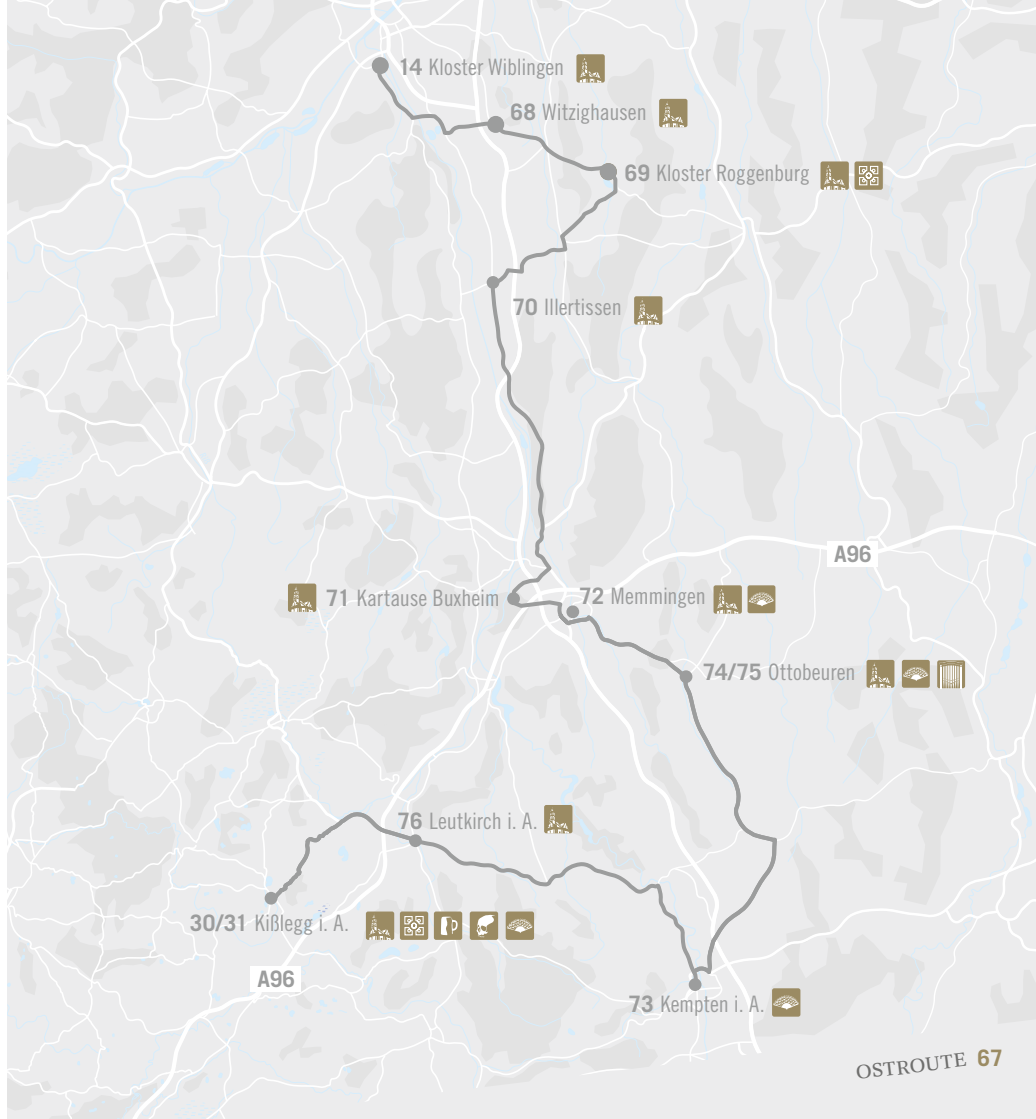 14 Kloster Wiblingen
68 Witzighausen
69 Kloster Roggenburg
70 Illertissen
A96
71 Kartause Buxheim
72 Memmingen
74/75 Ottobeuren
76 Leutkirch i. A.
30/31 Kißlegg i. A.
A96
73 Kempten i. A.
OSTROUTE 67